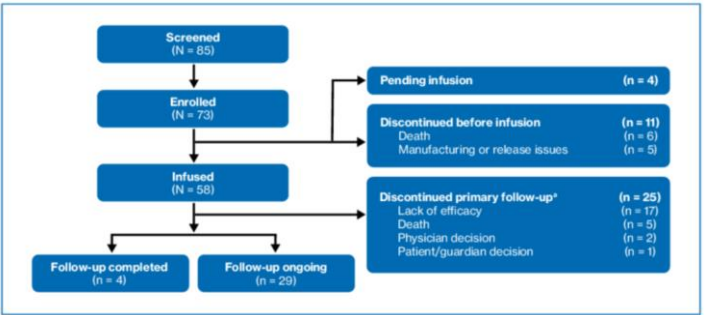 Screened
(N = 85)
Enrolled
(N = 73)
Pending infusion (n = 4)
Discontinued before infusion (n = 11)
Death (n = 6)
Manufacturing or release issues (n = 5)
Infused
(N = 58)
Discontinued primary follow-upᵃ (n = 25)
Lack of efficacy (n = 17)
Death (n = 5)
Physician decision (n = 2)
Patient/guardian decision (n = 1)
Follow-up completed
(n = 4)
Follow-up ongoing
(n = 29)